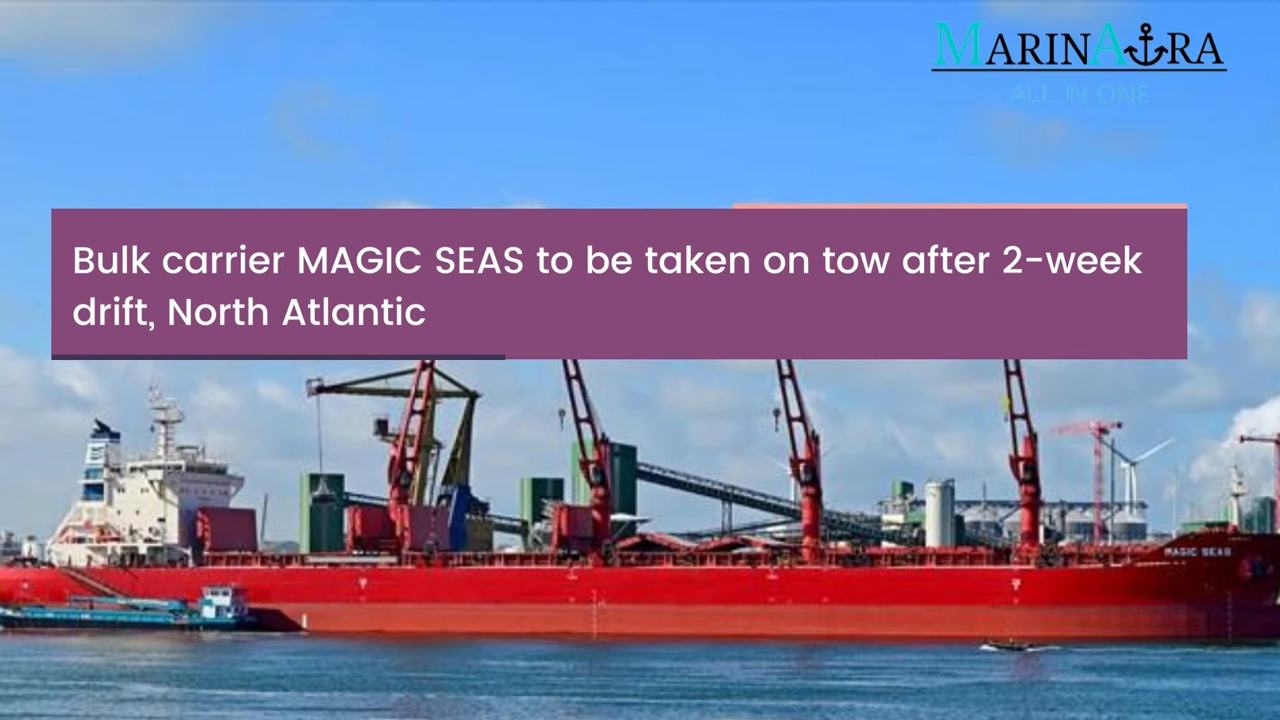 MARINAURA
ALL IN ONE
Bulk carrier MAGIC SEAS to be taken on tow after 2-week
drift, North Atlantic
MAGIC SEAS